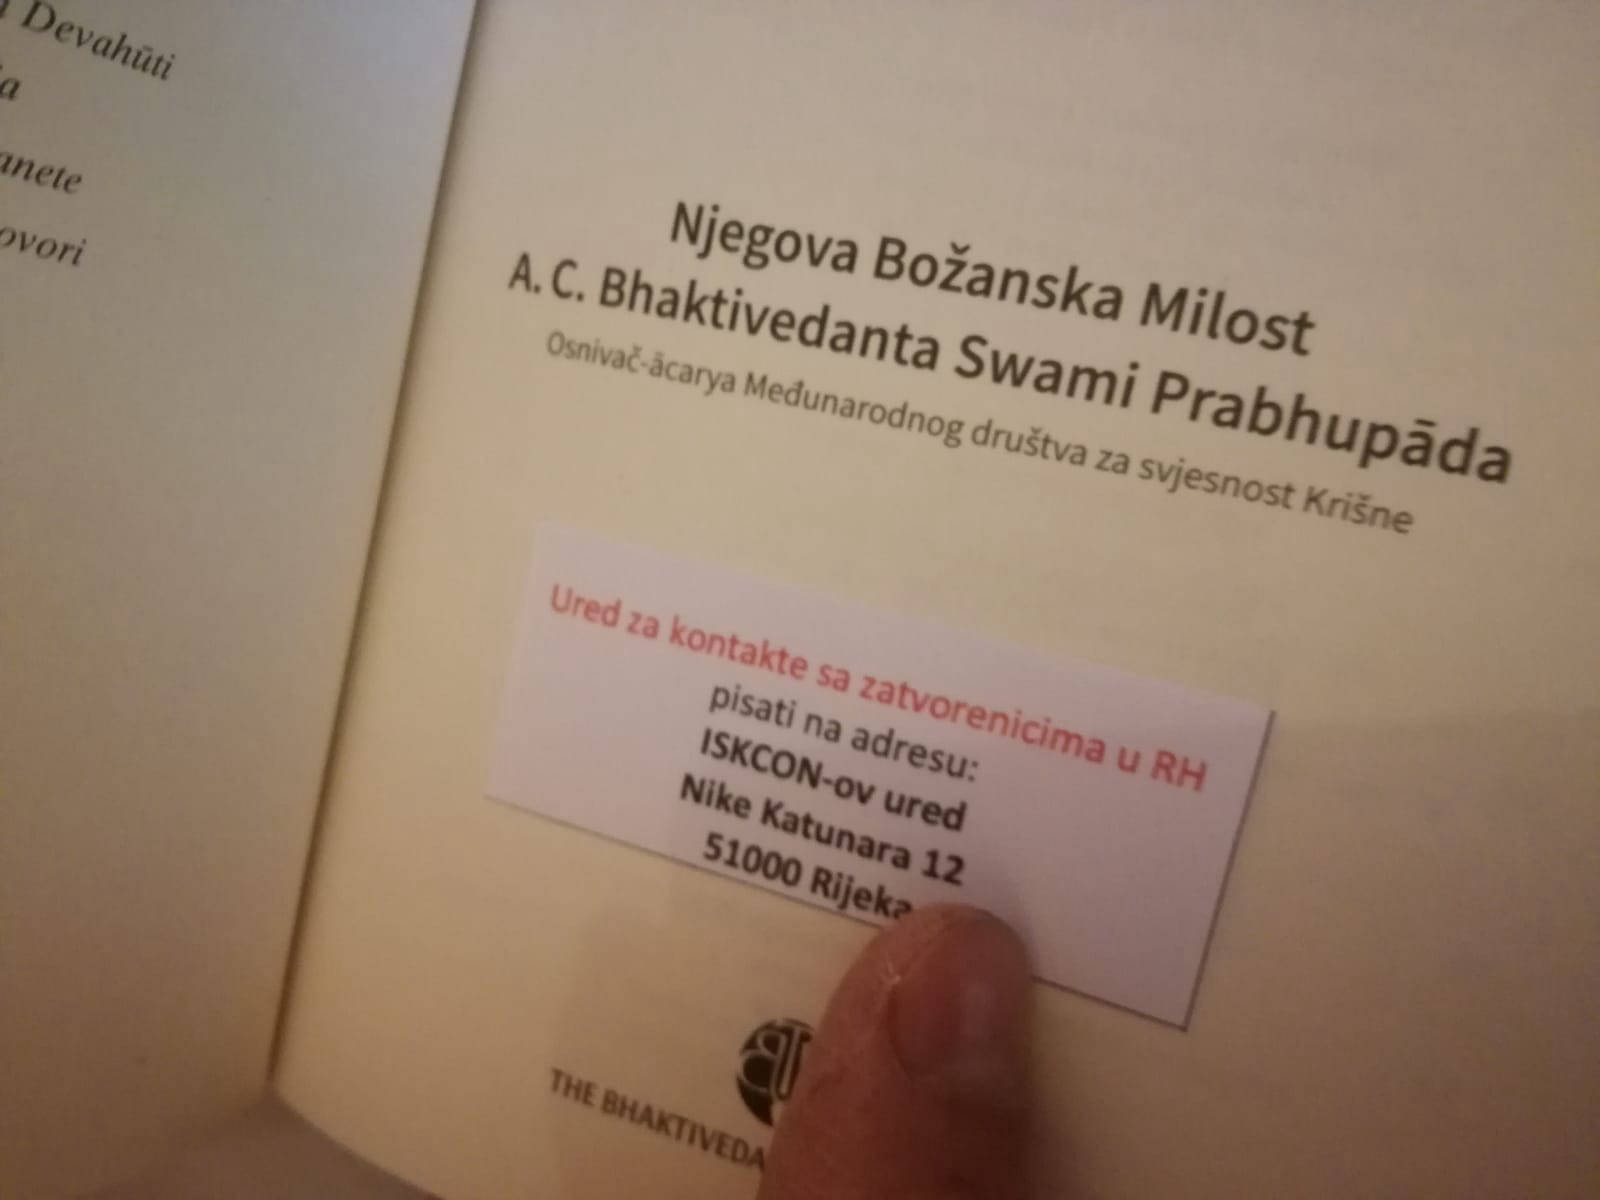 Devahūti
anete
ovori
Njegova Božanska Milost
A. C. Bhaktivedanta Swami Prabhupāda
Osnivač-ācarya Međunarodnog društva za svjesnost Krišne
Ured za kontakte sa zatvorenicima u RH
pisati na adresu:
ISKCON-ov ured
Nike Katunara 12
51000 Rijeka
THE BHAKTIVEDA